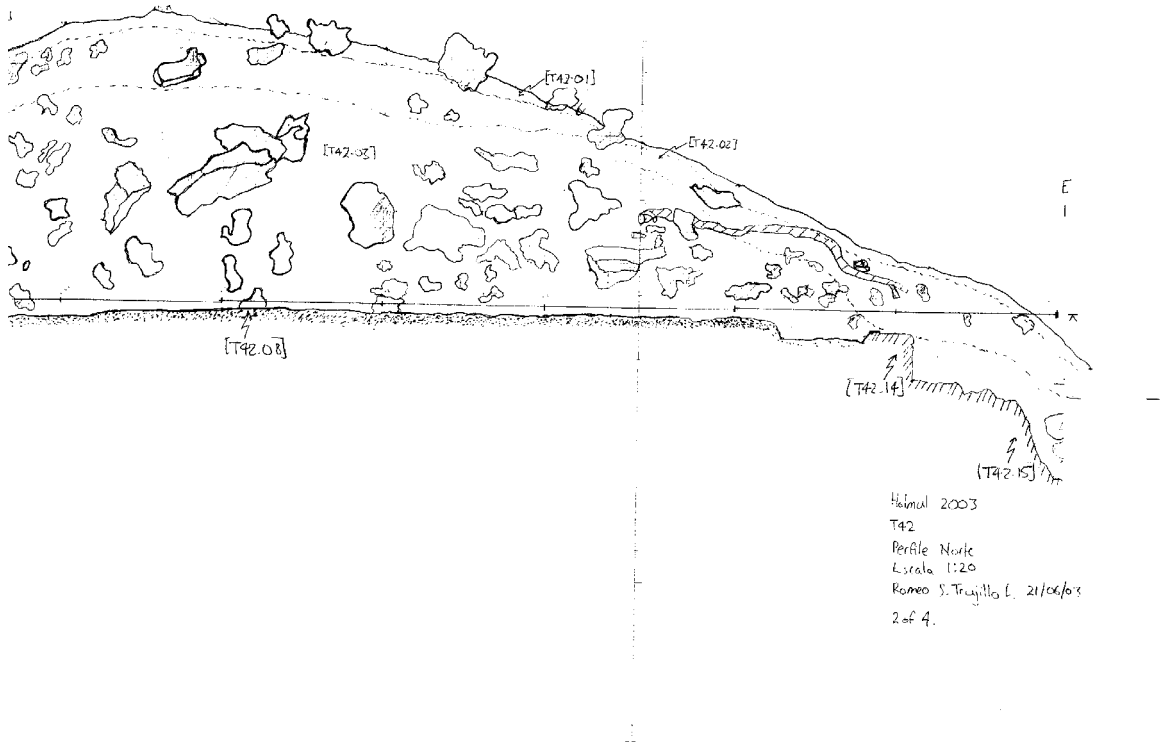 [T42.01]
[T42.02]
[T42.03]
E
[T42.08]
[T42.14]
[T42.15]
Holmul 2003
T42
Perfile Norte
Escala 1:20
Romeo S. Trujillo 21/06/03
2 of 4.